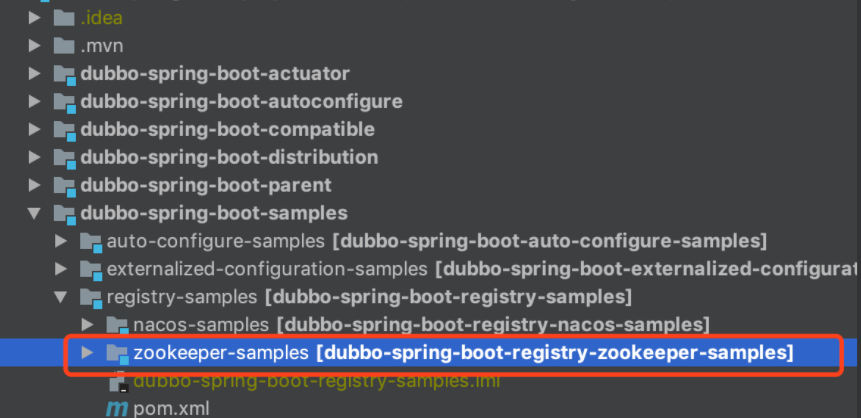 .idea
.mvn
dubbo-spring-boot-actuator
dubbo-spring-boot-autoconfigure
dubbo-spring-boot-compatible
dubbo-spring-boot-distribution
dubbo-spring-boot-parent
dubbo-spring-boot-samples
auto-configure-samples [dubbo-spring-boot-auto-configure-samples]
externalized-configuration-samples [dubbo-spring-boot-externalized-configurat
registry-samples [dubbo-spring-boot-registry-samples]
nacos-samples [dubbo-spring-boot-registry-nacos-samples]
zookeeper-samples [dubbo-spring-boot-registry-zookeeper-samples]
dubbo-spring-boot-registry-samples.iml
m pom.xml